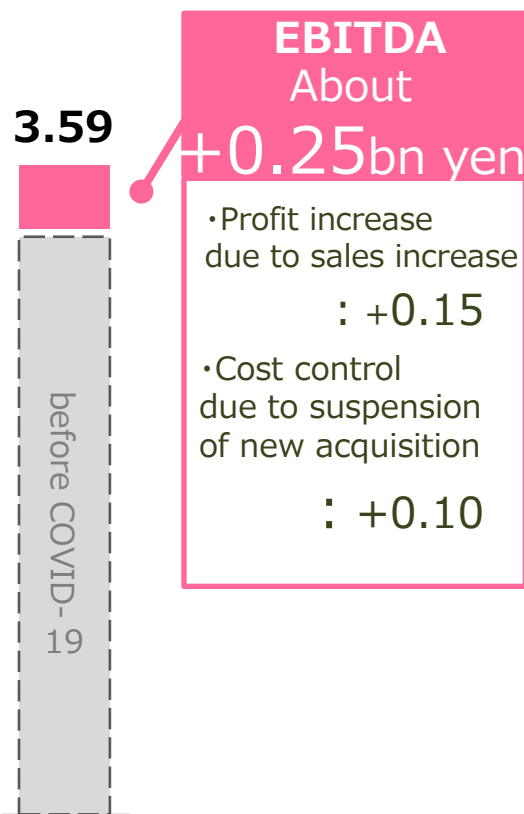 3.59
EBITDA
About
+0.25bn yen
・Profit increase
due to sales increase
: +0.15
・Cost control
due to suspension
of new acquisition
: +0.10
before COVID-
19